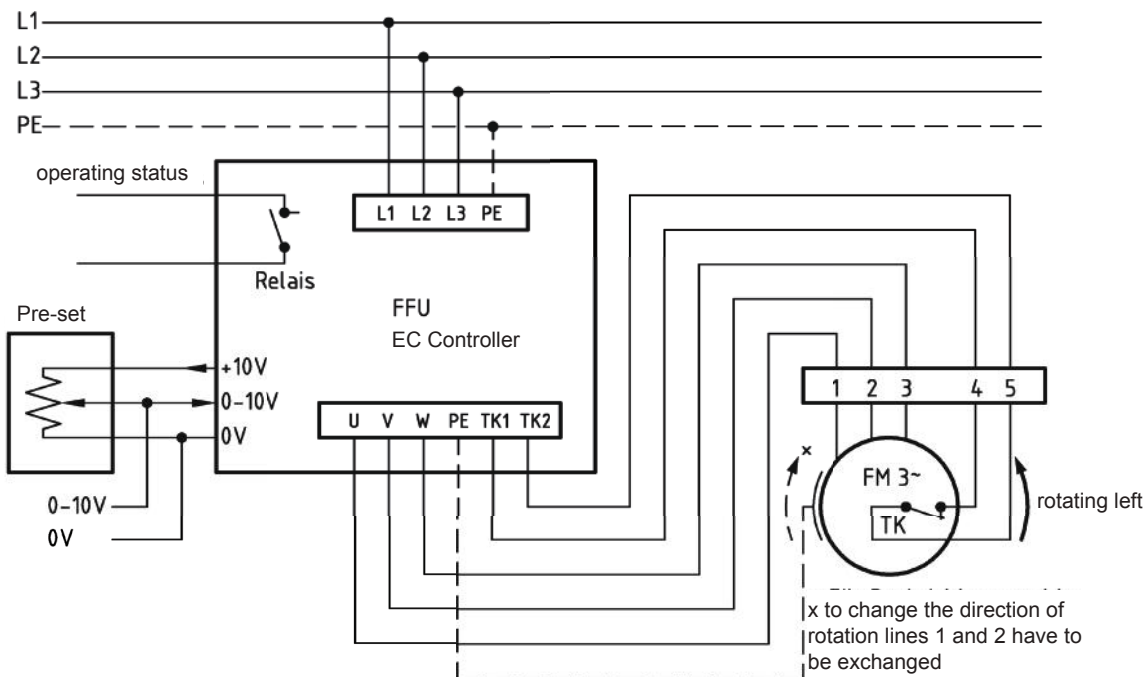 L1
L2
L3
PE
operating status
L1 L2 L3 PE
Relais
FFU
EC Controller
Pre-set
+10V
0-10V
0V
U V W PE TK1 TK2
0-10V
0V
1 2 3 4 5
x
FM 3~
TK
rotating left
x to change the direction of
rotation lines 1 and 2 have to
be exchanged